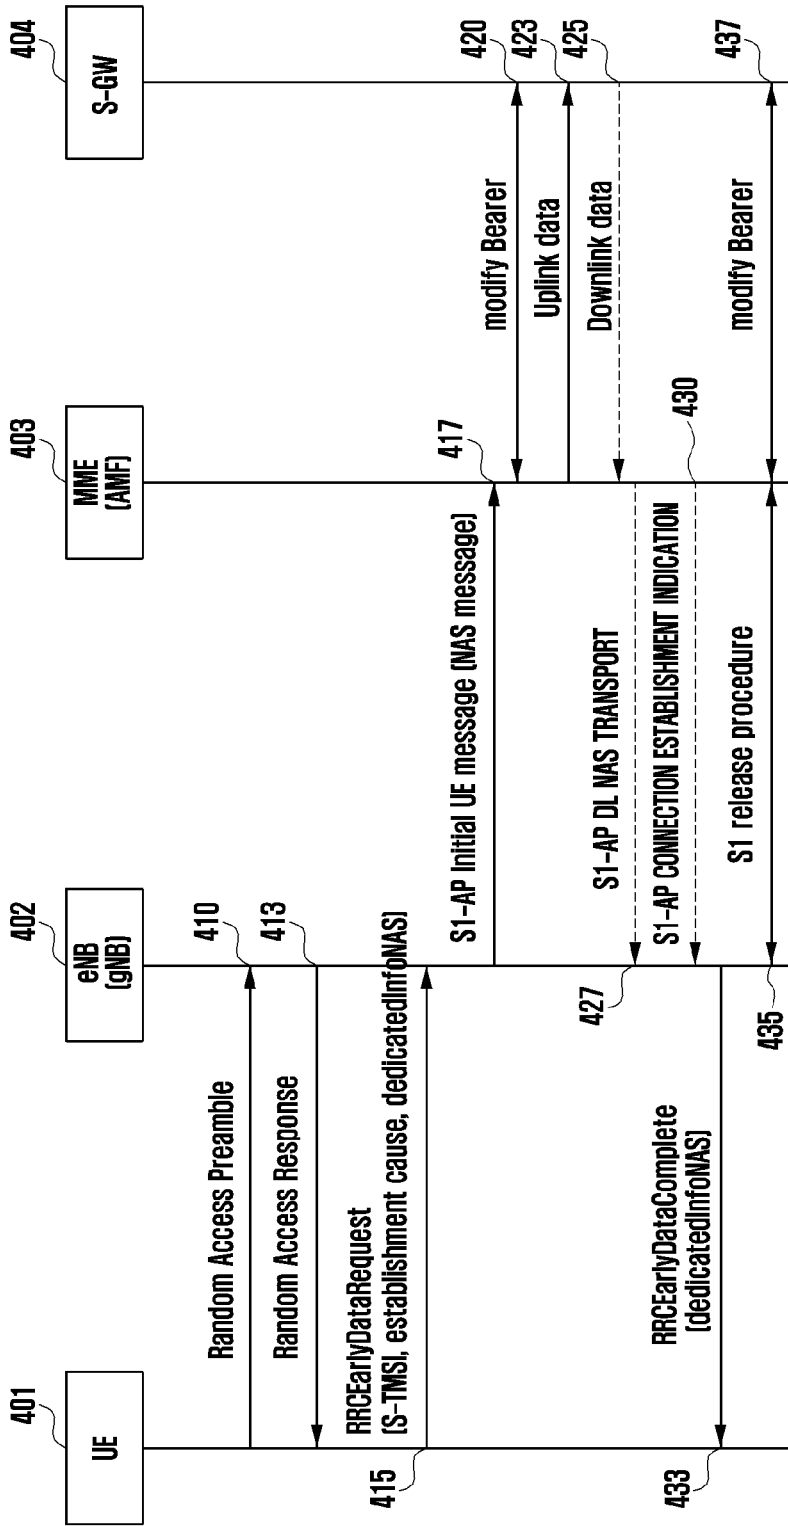 401
UE
402
eNB
(gNB)
403
MME
(AMF)
404
S-GW
Random Access Preamble
410
Random Access Response
413
RRCEarlyDataRequest
(S-TMSI, establishment cause, dedicatedInfoNAS)
415
S1-AP Initial UE message (NAS message)
417
modify Bearer
420
Uplink data
423
Downlink data
425
S1-AP DL NAS TRANSPORT
427
S1-AP CONNECTION ESTABLISHMENT INDICATION
430
RRCEarlyDataComplete
(dedicatedInfoNAS)
433
S1 release procedure
435
modify Bearer
437